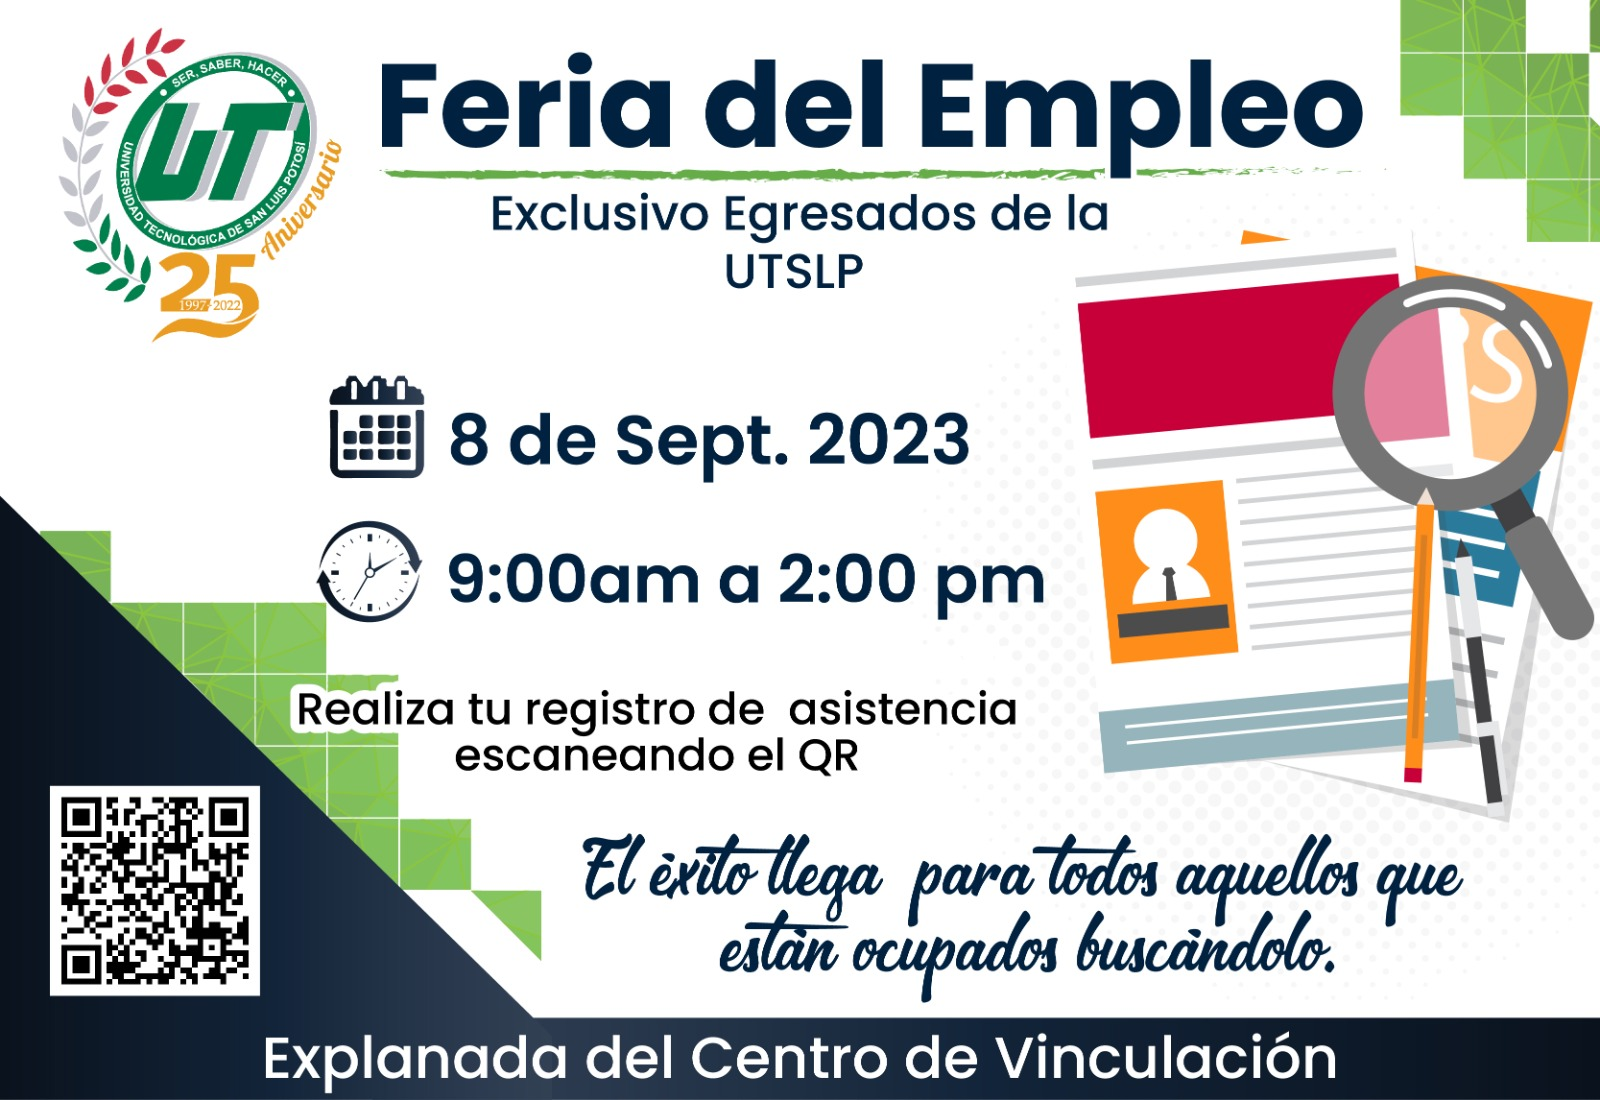 SER, SABER, HACER
UT
UNIVERSIDAD TECNOLÓGICA DE SAN LUIS POTOSÍ
25
Aniversario
1997-2022
Feria del Empleo
Exclusivo Egresados de la
UTSLP
8 de Sept. 2023
9:00am a 2:00 pm
Realiza tu registro de asistencia
escaneando el QR
El èxito llega para todos aquellos que
estàn ocupados buscàndolo.
Explanada del Centro de Vinculación